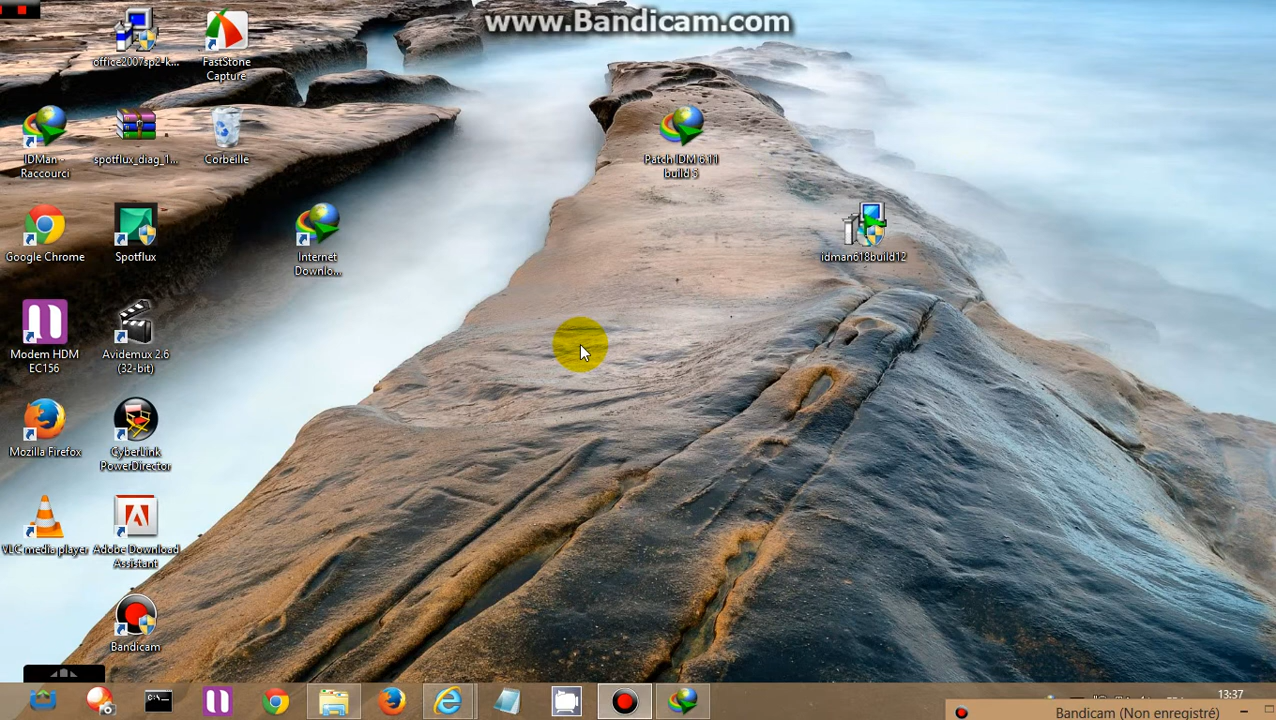 www.Bandicam.com
office2007sp2-k...
FastStone
Capture
IDMan -
Raccourci
spotflux_diag_1...
Corbeille
Patch IDM 6.11
build 5
Google Chrome
Spotflux
Internet
Downlo...
idman618build12
Modem HDM
EC156
Avidemux 2.6
(32-bit)
Mozilla Firefox
CyberLink
PowerDirector
VLC media player
Adobe Download
Assistant
Bandicam
C:\_
13:37
Bandicam (Non enregistré)